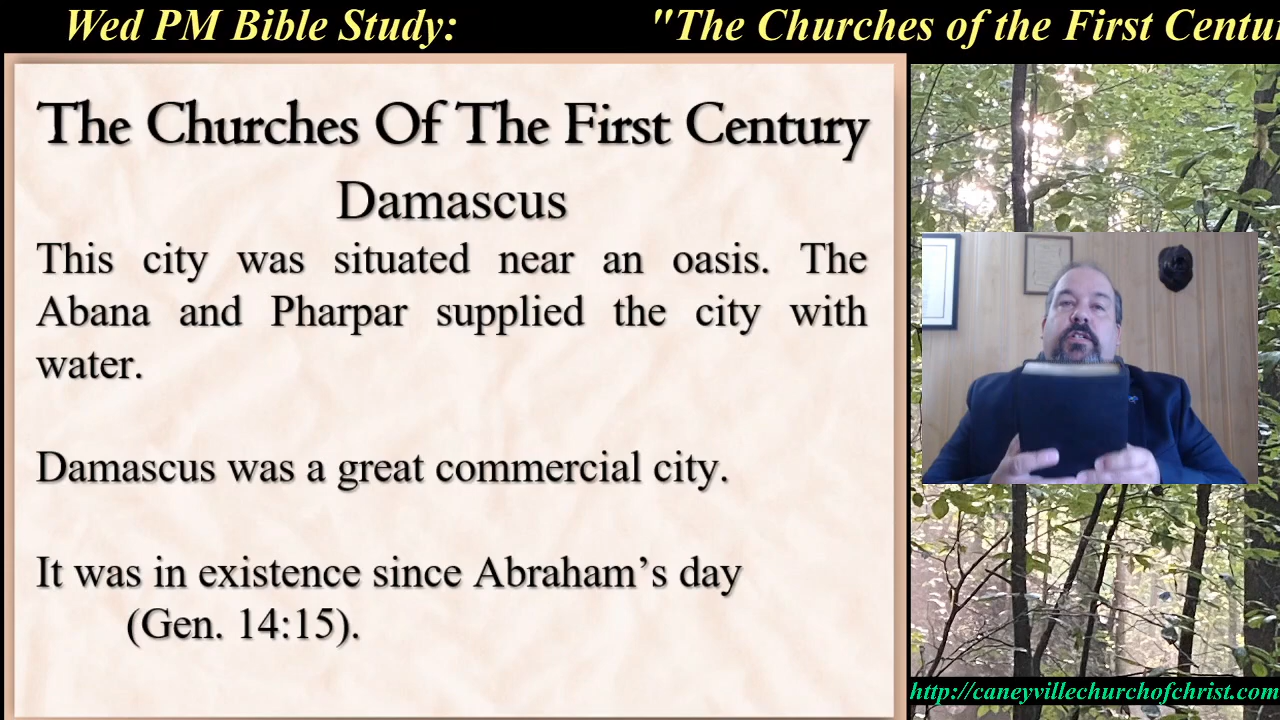 Wed PM Bible Study: "The Churches of the First Centu
The Churches Of The First Century
Damascus
This city was situated near an oasis. The
Abana and Pharpar supplied the city with
water.
Damascus was a great commercial city.
It was in existence since Abraham’s day
(Gen. 14:15).
http://caneyvillechurchofchrist.com